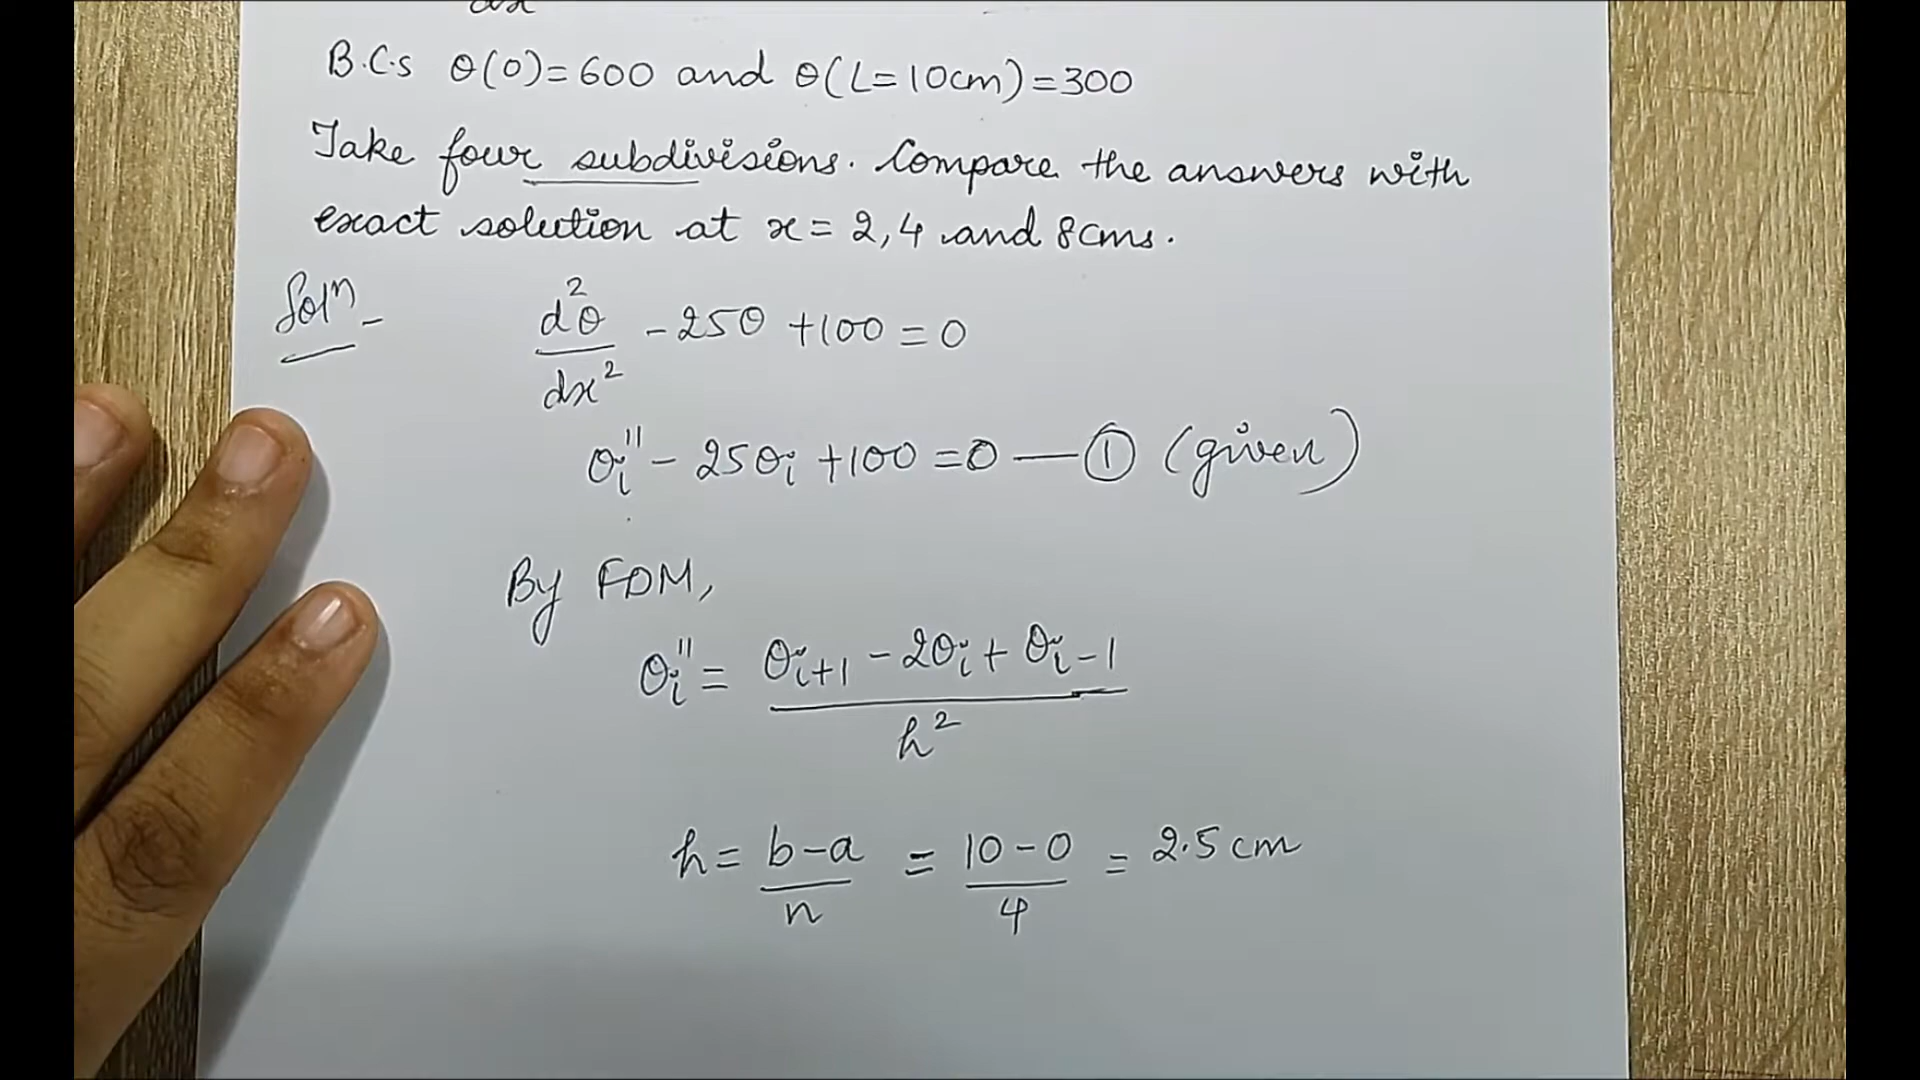 dx
B.C.s θ(0)=600 and θ(L=10cm)=300
Take four subdivisions. Compare the answers with
exact solution at x=2,4 and 8cms.
Solⁿ- d²θ/dx² - 25θ + 100 = 0
θᵢ'' - 25θᵢ + 100 = 0 — ① (given)
By FDM,
θᵢ'' = (θᵢ₊₁ - 2θᵢ + θᵢ₋₁)/h²
h = (b-a)/n = (10-0)/4 = 2.5cm